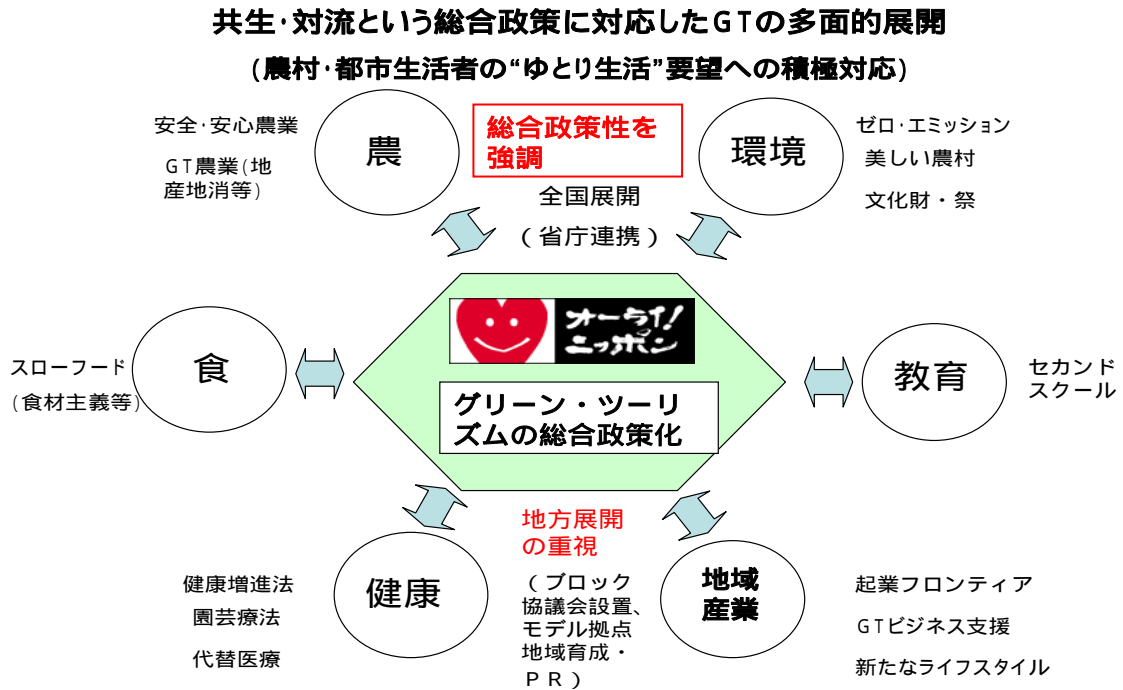 共生・対流という総合政策に対応したGTの多面的展開
(農村・都市生活者の“ゆとり生活”要望への積極対応)
安全・安心農業
GT農業(地
産地消等)
農
総合政策性を
強調
全国展開
(省庁連携)
環境
ゼロ・エミッション
美しい農村
文化財・祭
スローフード
(食材主義等)
食
オーライ!
ニッポン
グリーン・ツーリ
ズムの総合政策化
教育
セカンド
スクール
健康増進法
園芸療法
代替医療
健康
地方展開
の重視
(ブロック
協議会設置、
モデル拠点
地域育成・
PR)
地域
産業
起業フロンティア
GTビジネス支援
新たなライフスタイル